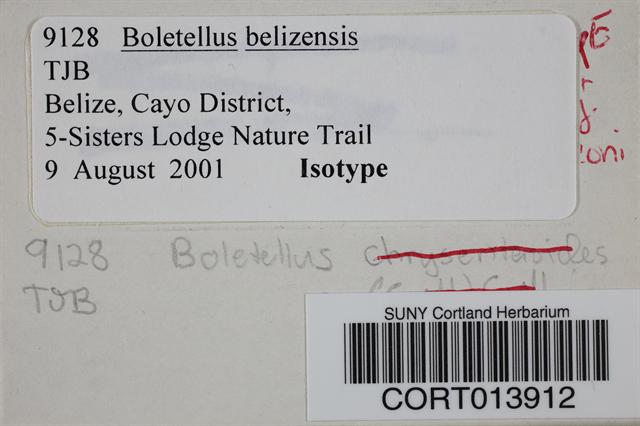 9128 Boletellus belizensis
TJB
Belize, Cayo District,
5-Sisters Lodge Nature Trail
9 August 2001 Isotype
9128 Boletellus chrysenteroides
TJB
SUNY Cortland Herbarium
CORT013912